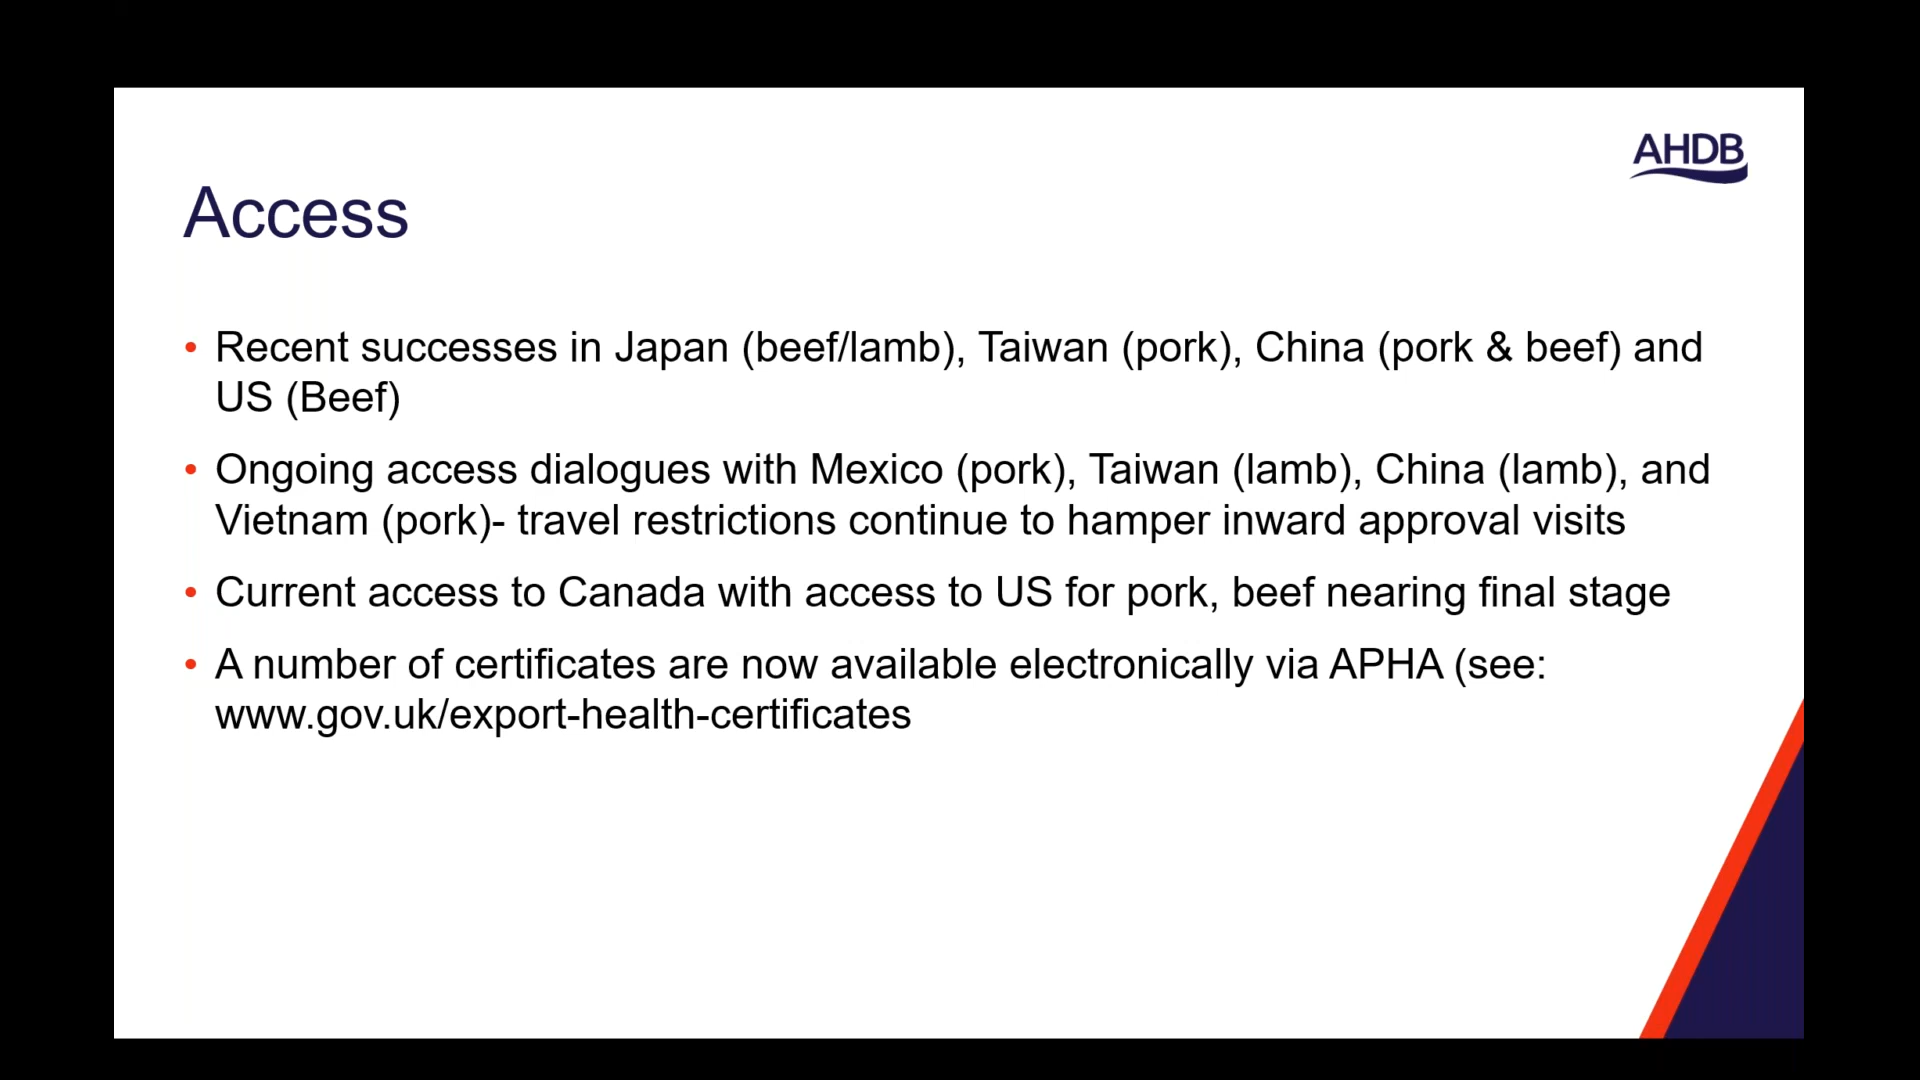 AHDB
Access
• Recent successes in Japan (beef/lamb), Taiwan (pork), China (pork & beef) and
US (Beef)
• Ongoing access dialogues with Mexico (pork), Taiwan (lamb), China (lamb), and
Vietnam (pork)- travel restrictions continue to hamper inward approval visits
• Current access to Canada with access to US for pork, beef nearing final stage
• A number of certificates are now available electronically via APHA (see:
www.gov.uk/export-health-certificates